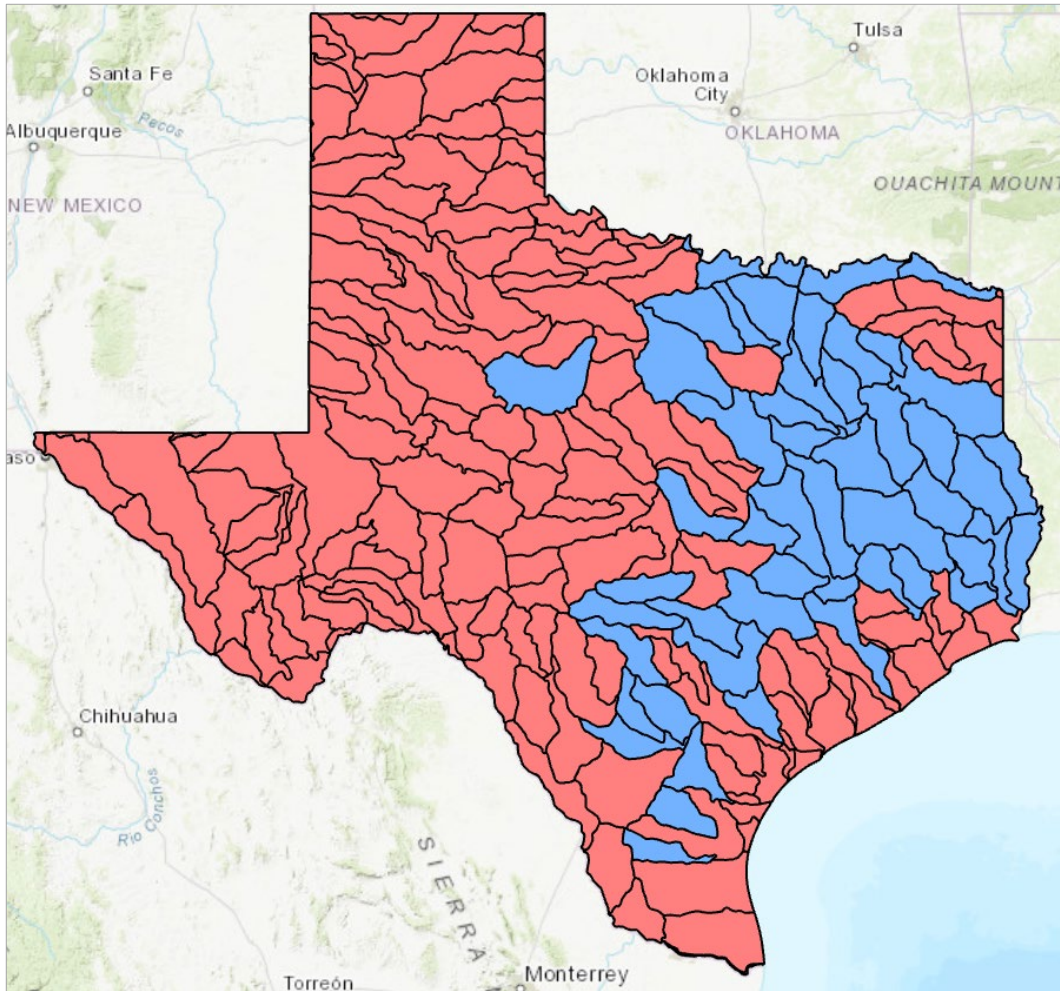 Tulsa
Santa Fe
Oklahoma
City
Pecos
Albuquerque
OKLAHOMA
OUACHITA MOUNT
NEW MEXICO
aso
Chihuahua
Rio Conchos
SIERRA
Monterrey
Torreón